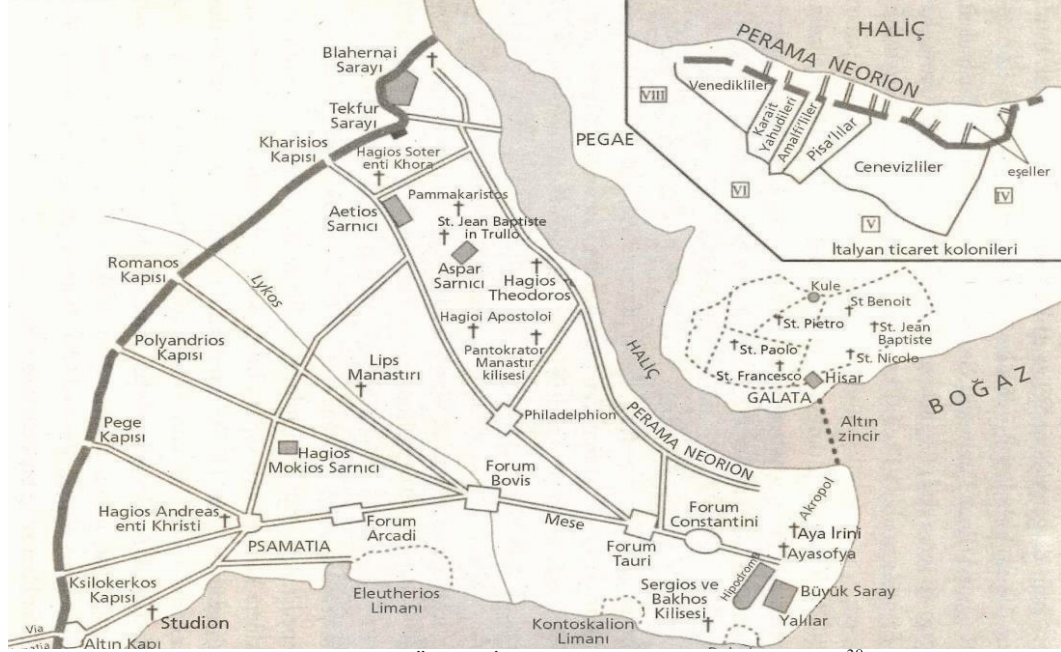 Blahernai
Sarayı
Tekfur
Sarayı
Kharisios
Kapısı
Hagios Soter
enti Khora
Pammakaristos
Aetios
Sarnıcı
St. Jean Baptiste
in Trullo
Aspar
Sarnıcı
Hagios
Theodoros
Romanos
Kapısı
Lykos
Hagioi Apostoloi
Pantokrator
Manastır
kilisesi
Polyandrios
Kapısı
Lips
Manastırı
Philadelphion
Pege
Kapısı
Hagios
Mokios Sarnıcı
Forum
Bovis
Hagios Andreas
enti Khristi
Forum
Arcadi
Mese
Forum
Tauri
Forum
Constantini
PSAMATIA
Ksilokerkos
Kapısı
Eleutherios
Limanı
Studion
Via
Altın Kapı
Kontoskalion
Limanı
Sergios ve
Bakhos
Kilisesi
Hipodrome
Büyük Saray
Yalılar
Akropol
Aya İrini
Ayasofya
PERAMA NEORION
HALİÇ
PEGAE
Kule
St Benoit
St. Pietro
St. Jean
Baptiste
St. Paolo
St. Nicolo
St. Francesco
Hisar
GALATA
Altın
zincir
BOĞAZ
HALİÇ
PERAMA NEORION
VIII
Venedikliler
Karait
Yahudileri
Amalfi'liler
Pisa'lılar
Cenevizliler
eşeller
VI
V
IV
İtalyan ticaret kolonileri